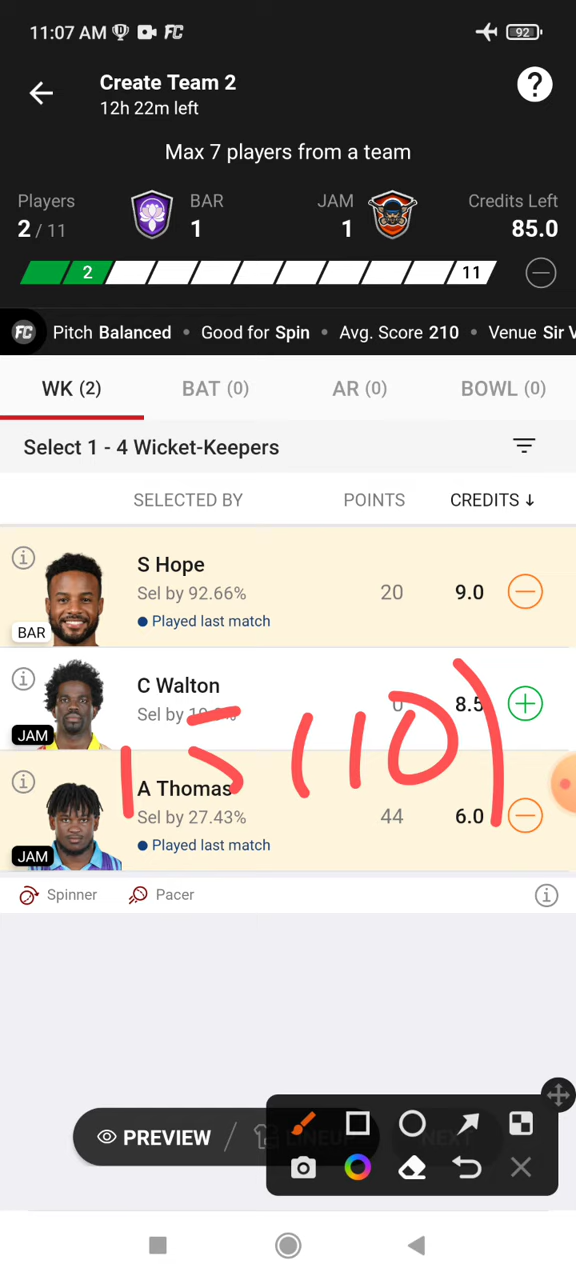 11:07 AM FC 92
Create Team 2 ?
12h 22m left
Max 7 players from a team
Players BAR JAM Credits Left
2 / 11 1 1 85.0
2 11
FC Pitch Balanced • Good for Spin • Avg. Score 210 • Venue Sir V
WK (2) BAT (0) AR (0) BOWL (0)
Select 1 - 4 Wicket-Keepers
SELECTED BY POINTS CREDITS ↓
S Hope
Sel by 92.66% 20 9.0
Played last match
BAR
C Walton
Sel by 0 8.5
JAM
15 (10)
A Thomas
Sel by 27.43% 44 6.0
Played last match
JAM
Spinner Pacer
PREVIEW